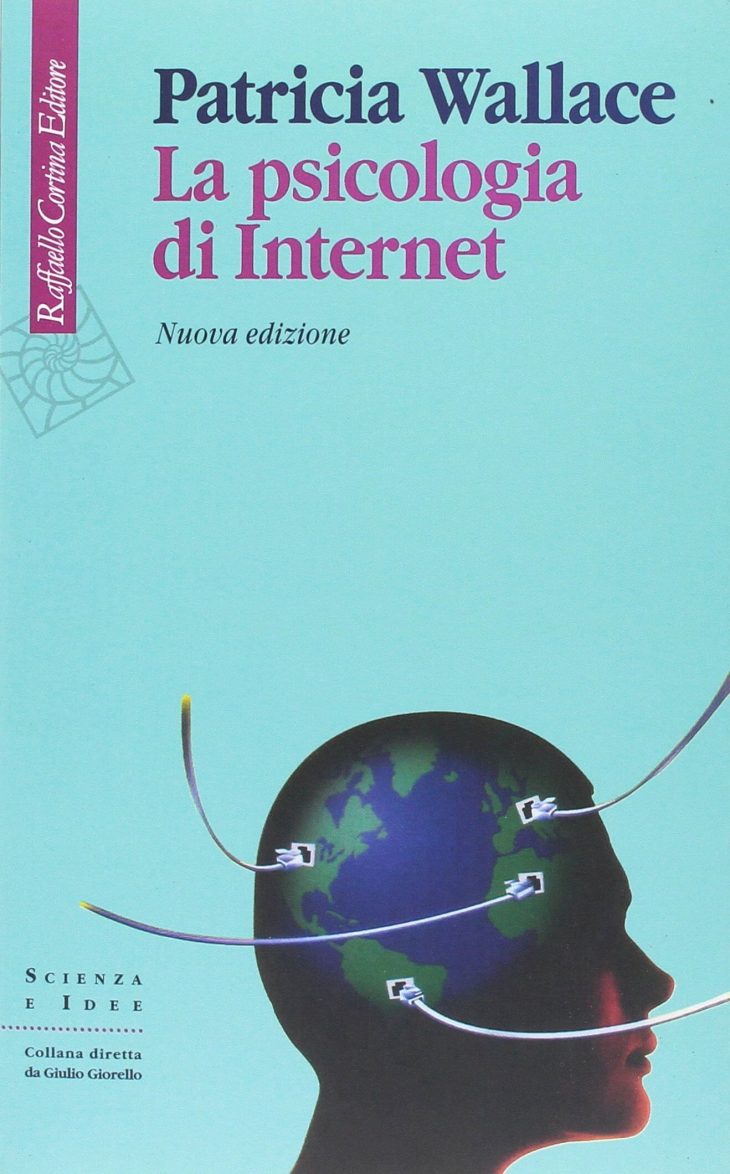 Raffaello Cortina Editore
Patricia Wallace
La psicologia
di Internet
Nuova edizione
SCIENZA
E IDEE
Collana diretta
da Giulio Giorello